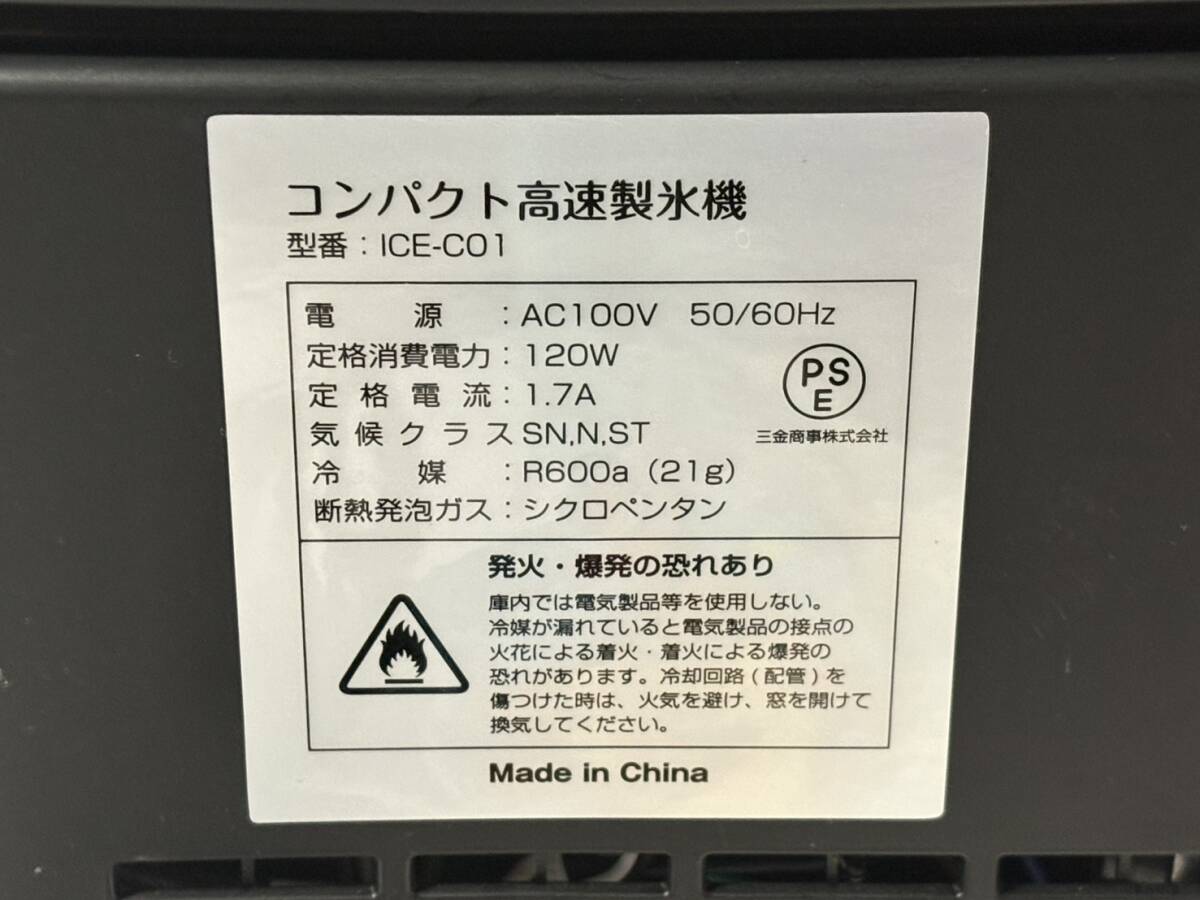 コンパクト高速製氷機
型番：ICE-C01
電源：AC100V 50/60Hz
定格消費電力：120W
定格電流：1.7A
気候クラス SN,N,ST
冷媒：R600a（21g）
断熱発泡ガス：シクロペンタン
PS
E
三金商事株式会社
発火・爆発の恐れあり
庫内では電気製品等を使用しない。
冷媒が漏れていると電気製品の接点の
火花による着火・着火による爆発の
恐れがあります。冷却回路(配管)を
傷つけた時は、火気を避け、窓を開けて
換気してください。
Made in China